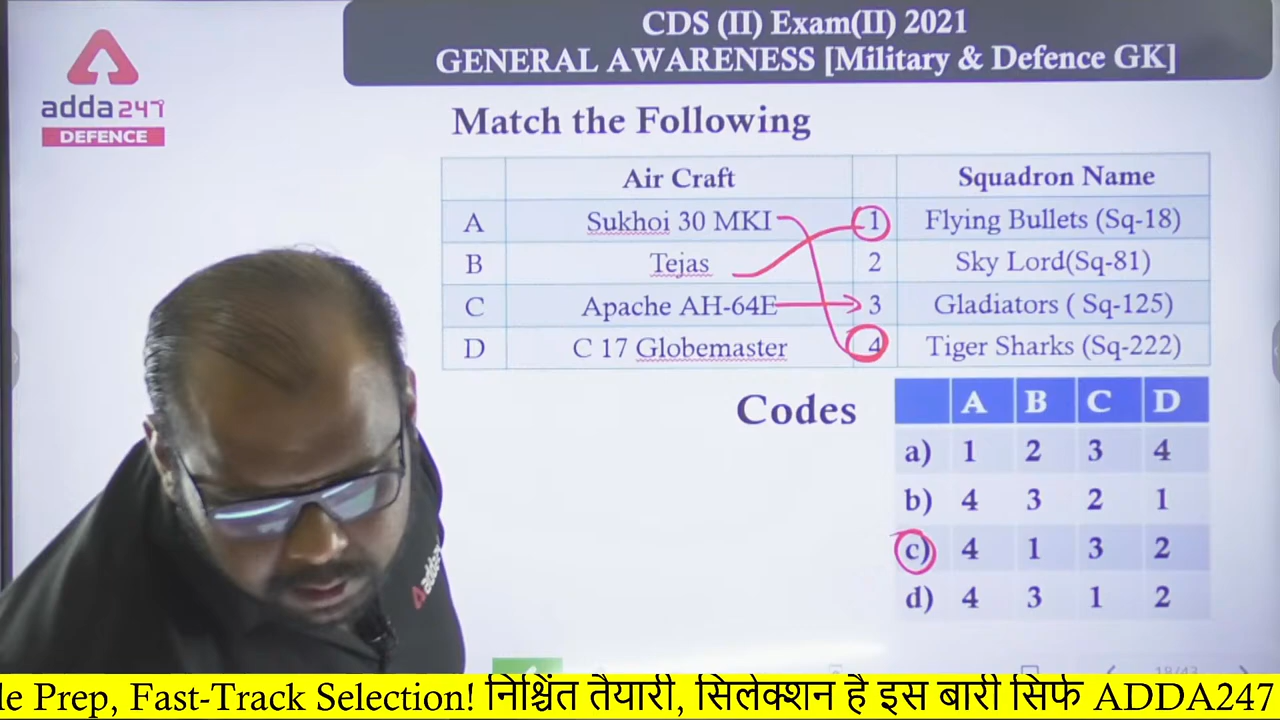 CDS (II) Exam(II) 2021
GENERAL AWARENESS [Military & Defence GK]
adda247
DEFENCE
Match the Following
Air Craft Squadron Name
A Sukhoi 30 MKI 1 Flying Bullets (Sq-18)
B Tejas 2 Sky Lord(Sq-81)
C Apache AH-64E 3 Gladiators ( Sq-125)
D C 17 Globemaster 4 Tiger Sharks (Sq-222)
Codes
A B C D
a) 1 2 3 4
b) 4 3 2 1
c) 4 1 3 2
d) 4 3 1 2
18/43
le Prep, Fast-Track Selection! निश्चिंत तैयारी, सिलेक्शन है इस बारी सिर्फ ADDA247